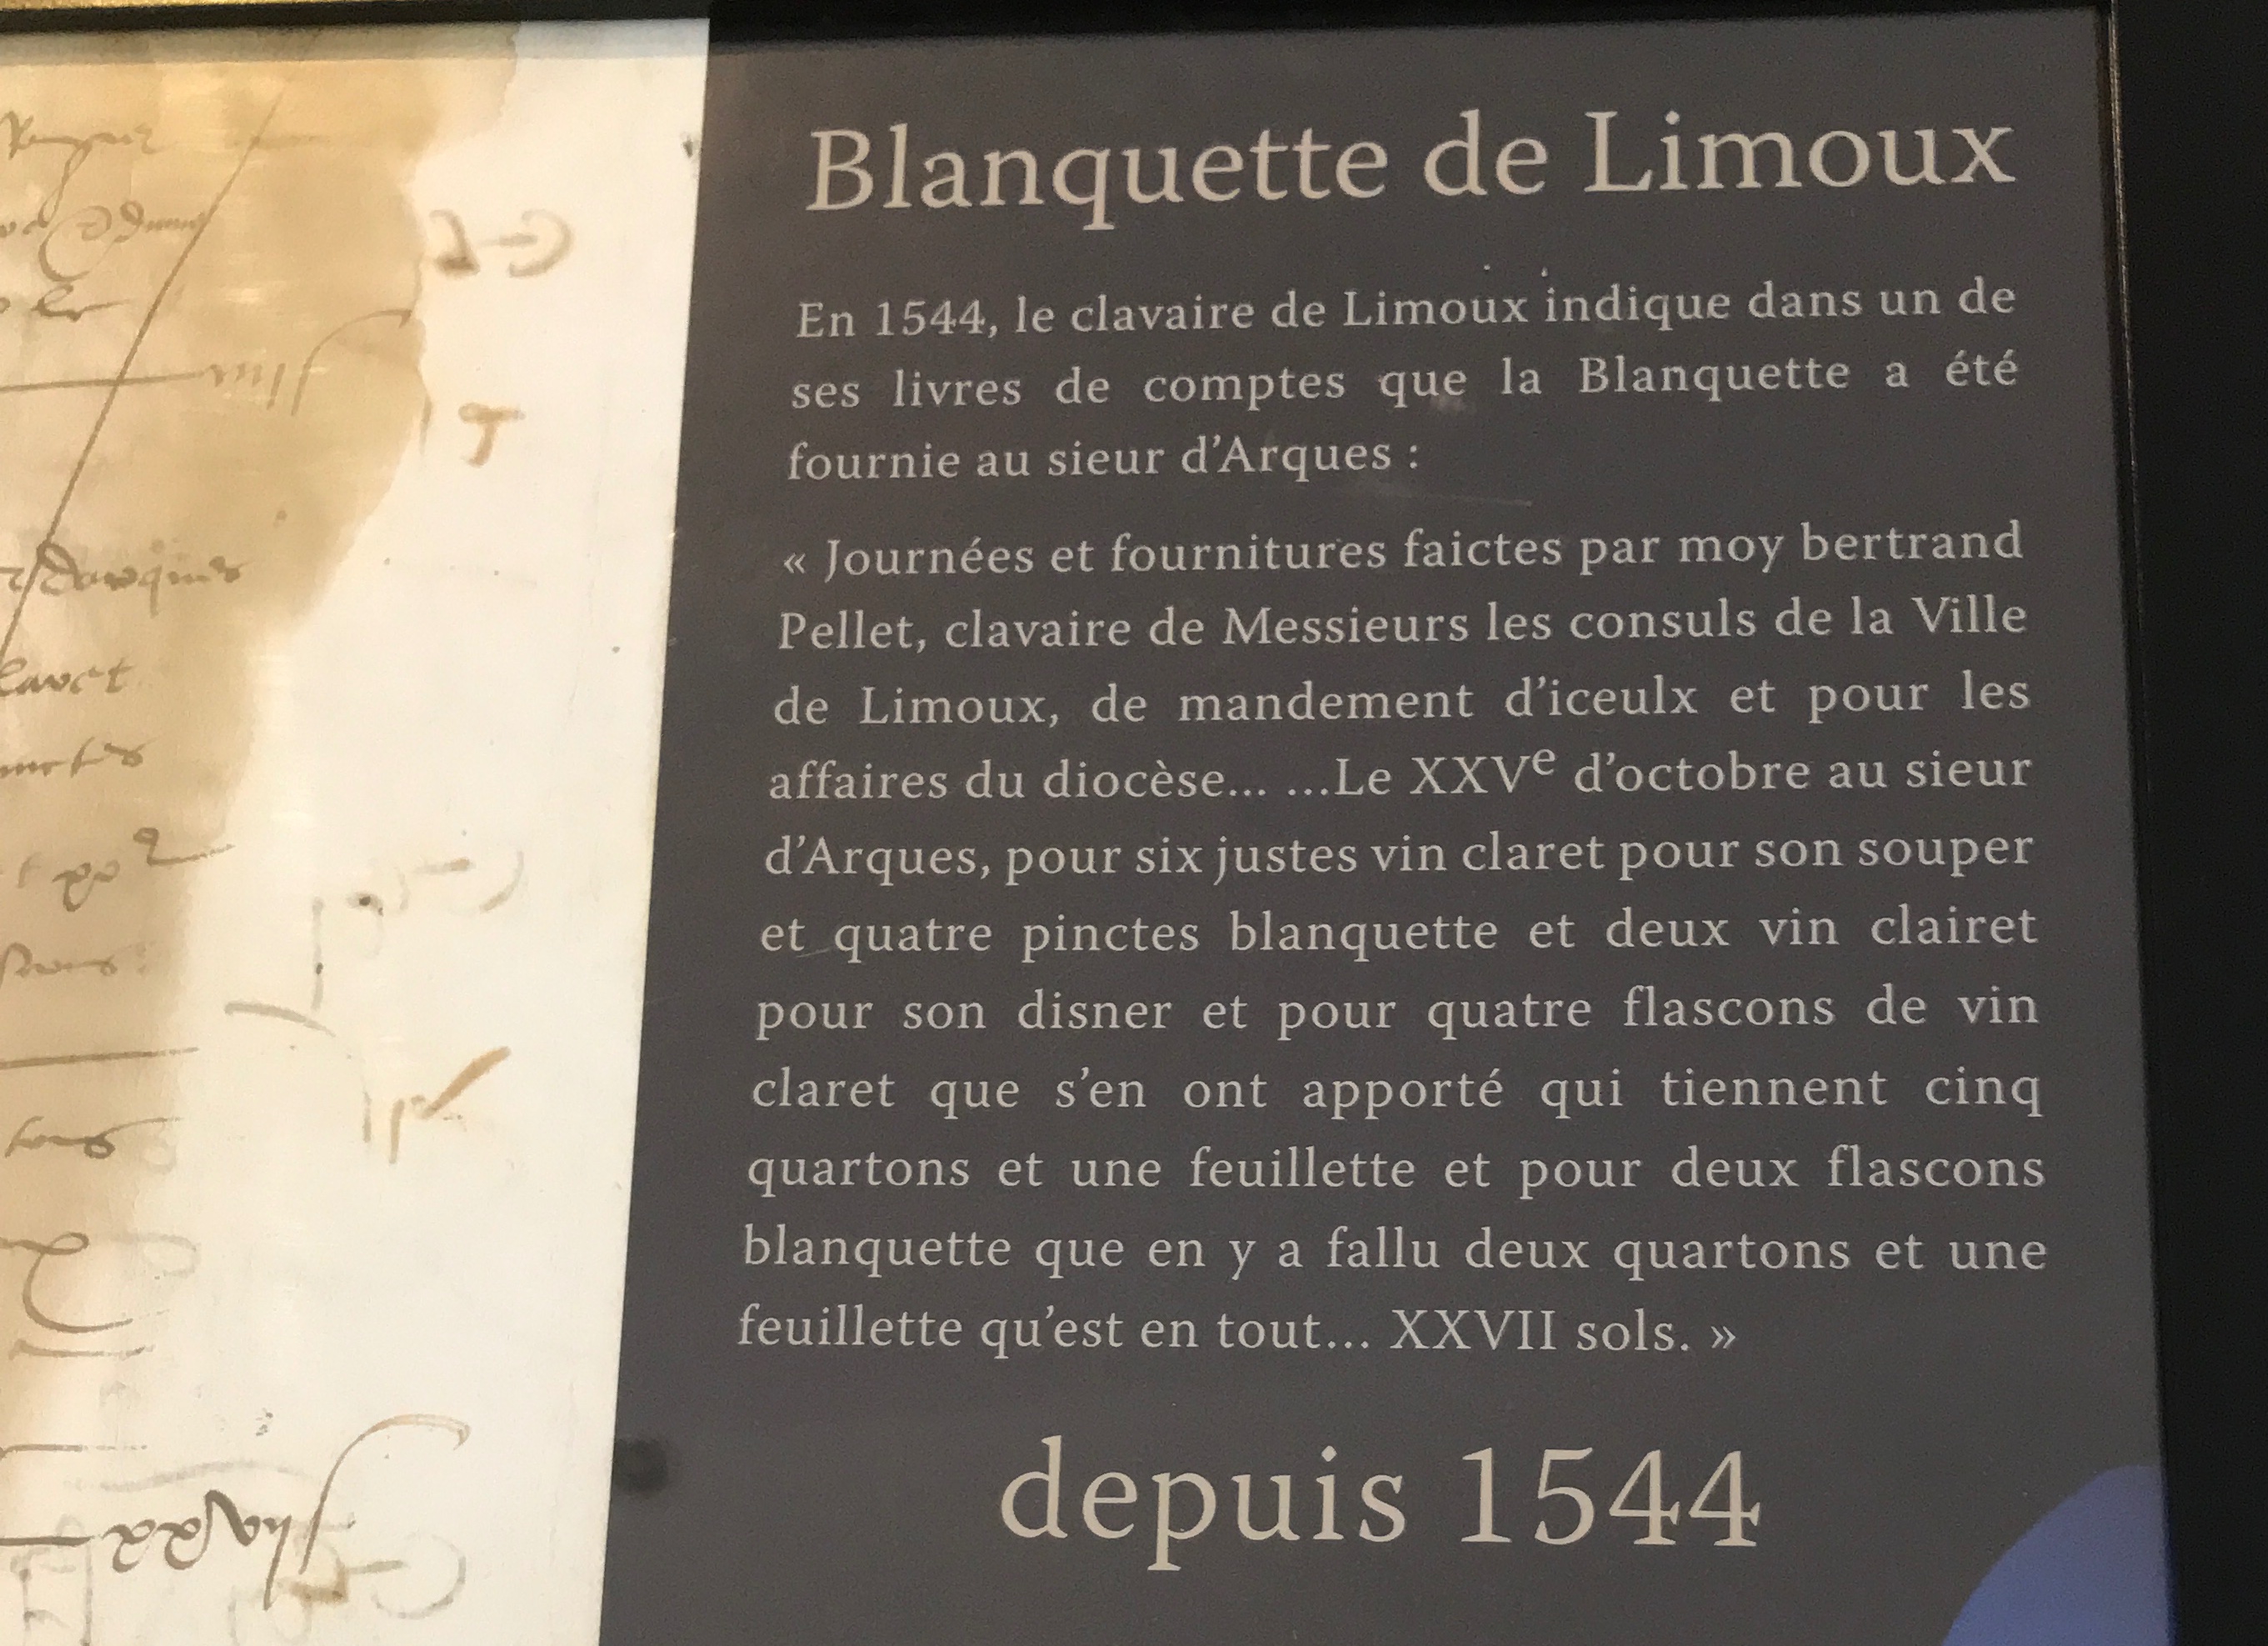 Blanquette de Limoux
En 1544, le clavaire de Limoux indique dans un de
ses livres de comptes que la Blanquette a été
fournie au sieur d’Arques :
« Journées et fournitures faictes par moy bertrand
Pellet, clavaire de Messieurs les consuls de la Ville
de Limoux, de mandement d’iceulx et pour les
affaires du diocèse... ...Le XXVe d’octobre au sieur
d’Arques, pour six justes vin claret pour son souper
et quatre pinctes blanquette et deux vin clairet
pour son disner et pour quatre flascons de vin
claret que s’en ont apporté qui tiennent cinq
quartons et une feuillette et pour deux flascons
blanquette que en y a fallu deux quartons et une
feuillette qu’est en tout... XXVII sols. »
depuis 1544